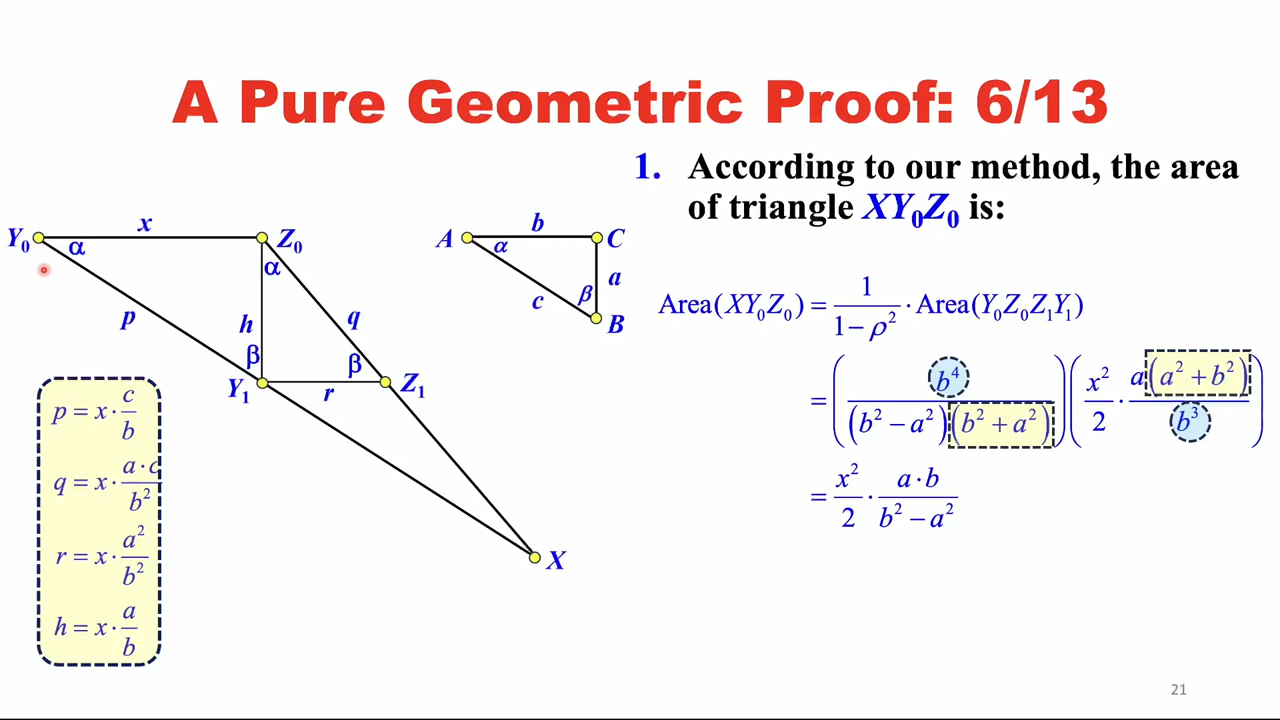 A Pure Geometric Proof: 6/13
1. According to our method, the area
of triangle XY₀Z₀ is:
Y₀ α x Z₀ α
p h q
β β
Y₁ r Z₁
X
A b C
α a
c β B
Area(XY₀Z₀) = 1/(1−ρ²) · Area(Y₀Z₀Z₁Y₁)
= (b⁴/((b² − a²)(b² + a²)))(x²/2 · a(a² + b²)/b³)
= x²/2 · a·b/(b² − a²)
p = x · c/b
q = x · a·c/b²
r = x · a²/b²
h = x · a/b
21